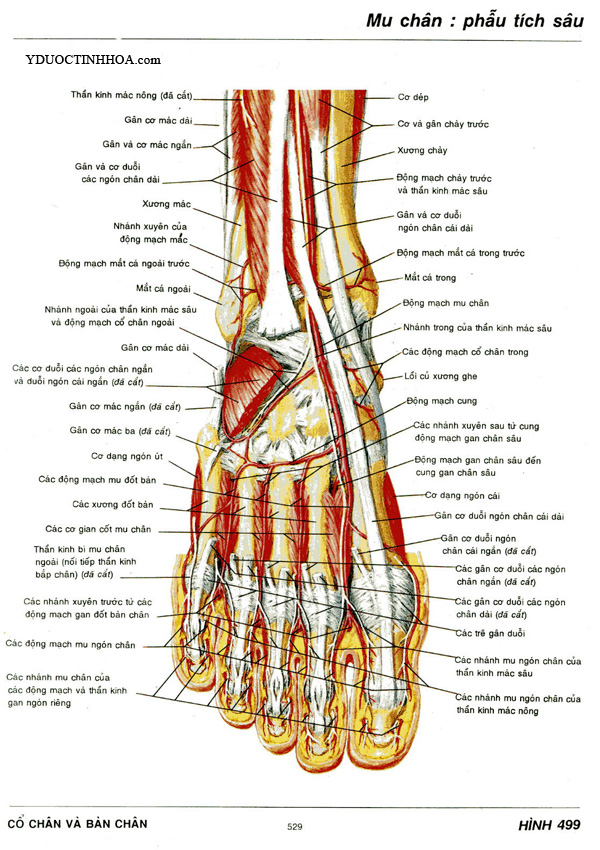 Mu chân : phẫu tích sâu
YDUOCTINHHOA.com
Thần kinh mác nông (đã cắt)
Gân cơ mác dài
Gân và cơ mác ngắn
Gân và cơ duỗi
các ngón chân dài
Xương mác
Nhánh xuyên của
động mạch mác
Động mạch mắt cá ngoài trước
Mắt cá ngoài
Nhánh ngoài của thần kinh mác sâu
và động mạch cổ chân ngoài
Gân cơ mác dài
Các cơ duỗi các ngón chân ngắn
và duỗi ngón cái ngắn (đã cắt)
Gân cơ mác ngắn (đã cắt)
Gân cơ mác ba (đã cắt)
Cơ dạng ngón út
Các động mạch mu đốt bàn
Các xương đốt bàn
Các cơ gian cốt mu chân
Thần kinh bì mu chân
ngoài (nối tiếp thần kinh
bắp chân) (đã cắt)
Các nhánh xuyên trước từ các
động mạch gan đốt bàn chân
Các động mạch mu ngón chân
Các nhánh mu chân của
các động mạch và thần kinh
gan ngón riêng
Cơ dép
Cơ và gân chày trước
Xương chày
Động mạch chày trước
và thần kinh mác sâu
Gân và cơ duỗi
ngón chân cái dài
Động mạch mắt cá trong trước
Mắt cá trong
Động mạch mu chân
Nhánh trong của thần kinh mác sâu
Các động mạch cổ chân trong
Lồi củ xương ghe
Động mạch cung
Các nhánh xuyên sau từ cung
động mạch gan chân sâu
Động mạch gan chân sâu đến
cung gan chân sâu
Cơ dạng ngón cái
Gân cơ duỗi ngón chân cái dài
Gân cơ duỗi ngón
chân cái ngắn (đã cắt)
Các gân cơ duỗi các ngón
chân ngắn (đã cắt)
Các gân cơ duỗi các ngón
chân dài (đã cắt)
Các trẽ gân duỗi
Các nhánh mu ngón chân của
thần kinh mác sâu
Các nhánh mu ngón chân của
thần kinh mác nông
CỔ CHÂN VÀ BÀN CHÂN
529
HÌNH 499